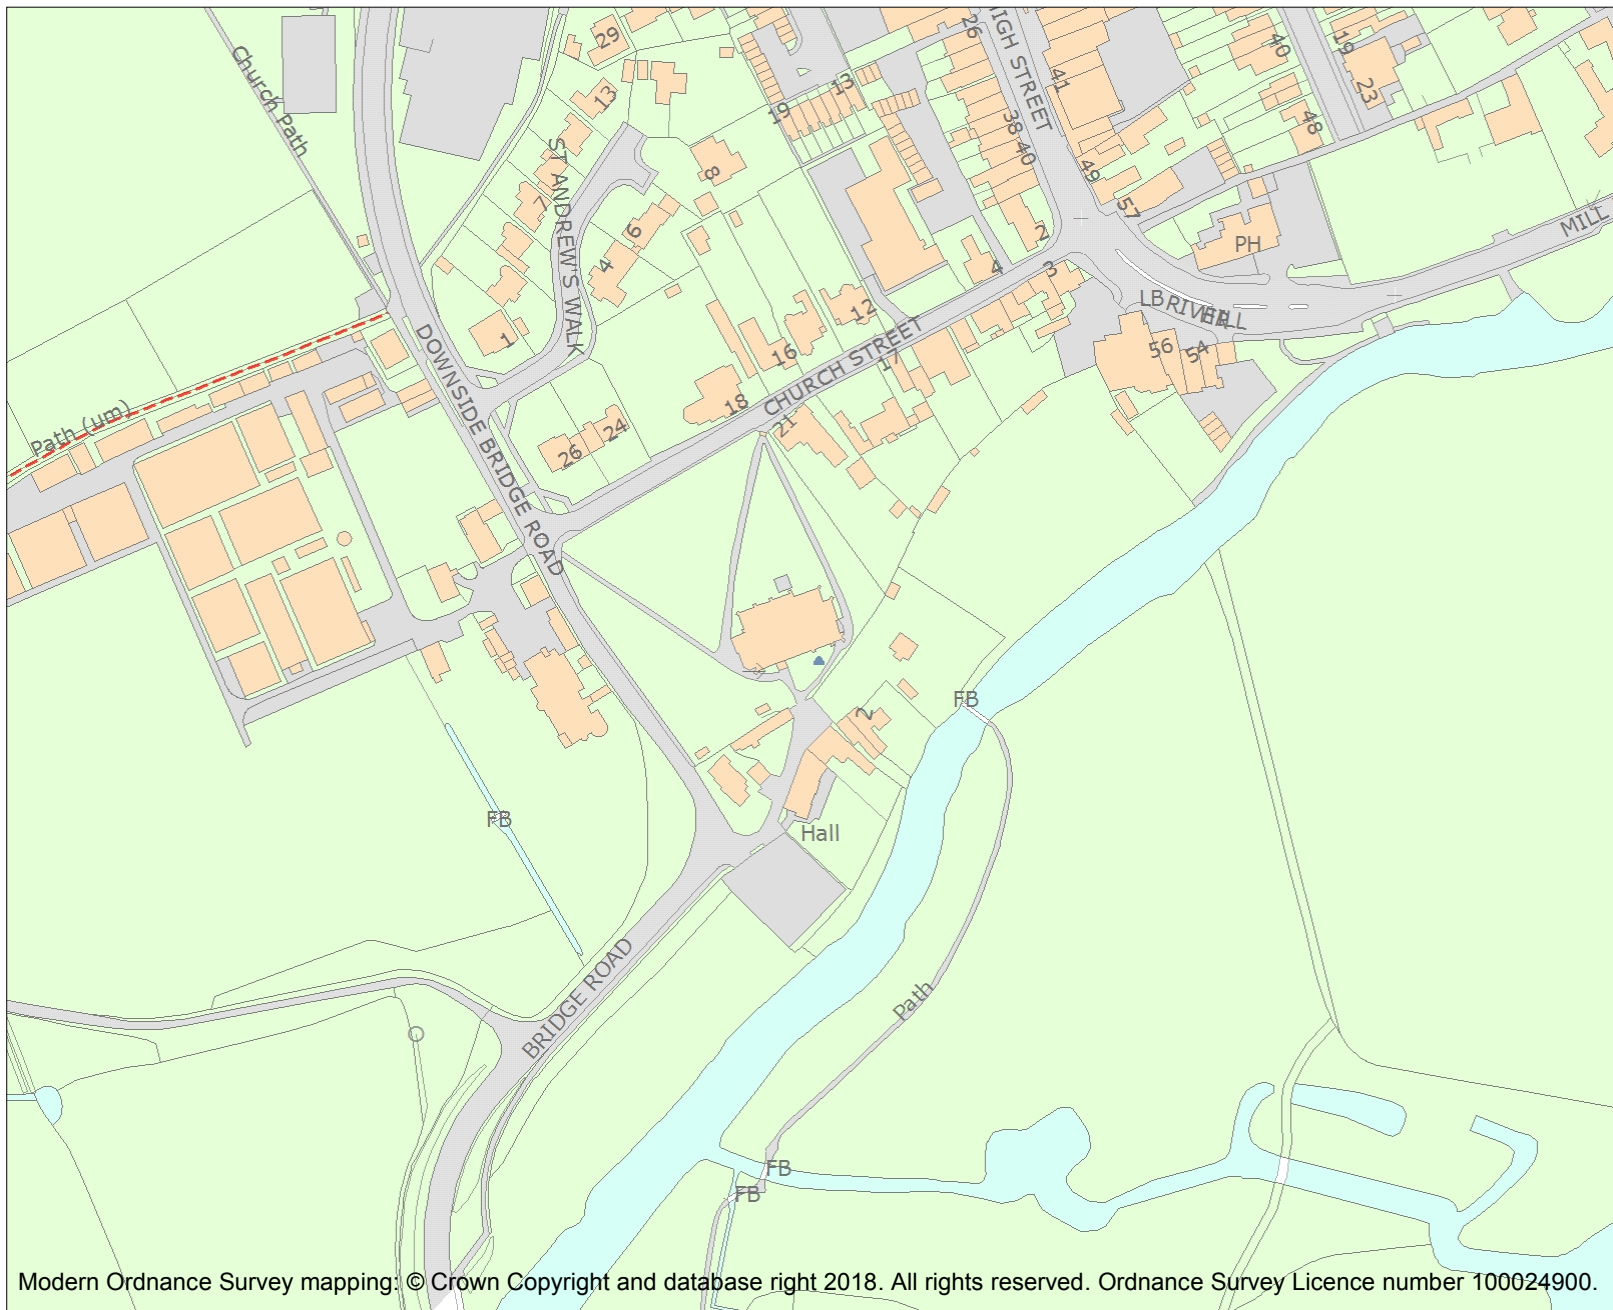 Church Path
29
13
ST ANDREW'S WALK
7
8
6
4
1
19
13
26
HIGH STREET
41
38
40
49
57
40
19
23
48
2
4
3
PH
MILL
LB
RIVER HILL
56
54
12
16
CHURCH STREET
17
18
21
24
26
DOWNSIDE BRIDGE ROAD
Path (um)
FB
2
FB
Hall
BRIDGE ROAD
Path
FB
FB
Modern Ordnance Survey mapping: © Crown Copyright and database right 2018. All rights reserved. Ordnance Survey Licence number 100024900.